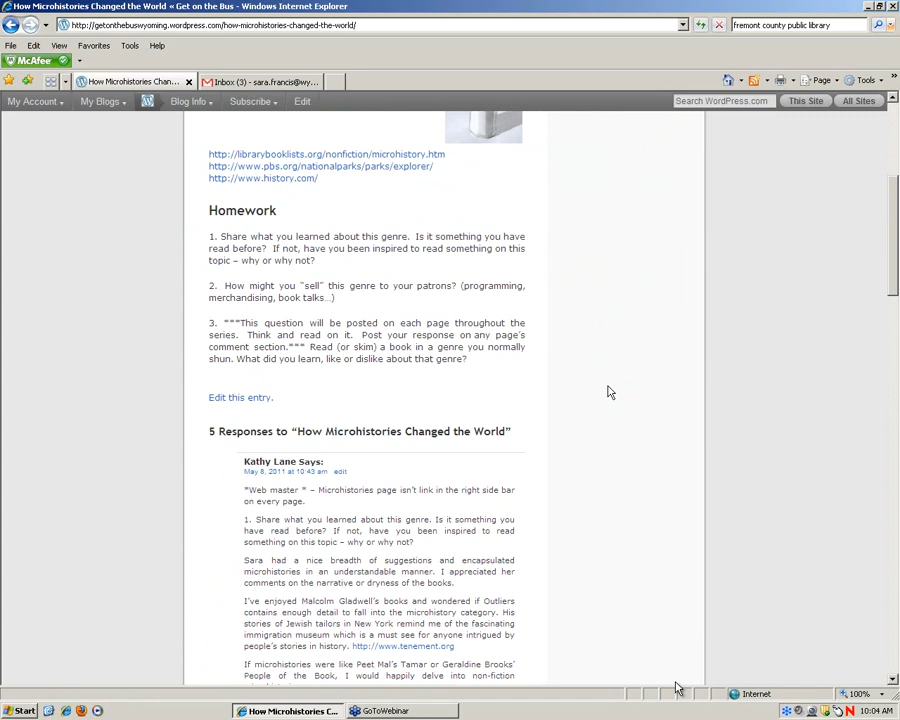 How Microhistories Changed the World « Get on the Bus - Windows Internet Explorer
http://getonthebuswyoming.wordpress.com/how-microhistories-changed-the-world/
fremont county public library
File Edit View Favorites Tools Help
McAfee
How Microhistories Chan...
Inbox (3) - sara.francis@wy...
Page
Tools
My Account
My Blogs
Blog Info
Subscribe
Edit
Search WordPress.com
This Site
All Sites
http://librarybooklists.org/nonfiction/microhistory.htm
http://www.pbs.org/nationalparks/parks/explorer/
http://www.history.com/
Homework
1. Share what you learned about this genre. Is it something you have
read before? If not, have you been inspired to read something on this
topic – why or why not?
2. How might you “sell” this genre to your patrons? (programming,
merchandising, book talks…)
3. ***This question will be posted on each page throughout the
series. Think and read on it. Post your response on any page’s
comment section.*** Read (or skim) a book in a genre you normally
shun. What did you learn, like or dislike about that genre?
Edit this entry.
5 Responses to “How Microhistories Changed the World”
Kathy Lane Says:
May 8, 2011 at 10:43 am edit
*Web master * – Microhistories page isn’t link in the right side bar
on every page.
1. Share what you learned about this genre. Is it something you
have read before? If not, have you been inspired to read
something on this topic – why or why not?
Sara had a nice breadth of suggestions and encapsulated
microhistories in an understandable manner. I appreciated her
comments on the narrative or dryness of the books.
I’ve enjoyed Malcolm Gladwell’s books and wondered if Outliers
contains enough detail to fall into the microhistory category. His
stories of Jewish tailors in New York remind me of the fascinating
immigration museum which is a must see for anyone intrigued by
people’s stories in history. http://www.tenement.org
If microhistories were like Peet Mal’s Tamar or Geraldine Brooks’
People of the Book, I would happily delve into non-fiction
Internet
100%
Start
How Microhistories C...
GoToWebinar
10:04 AM